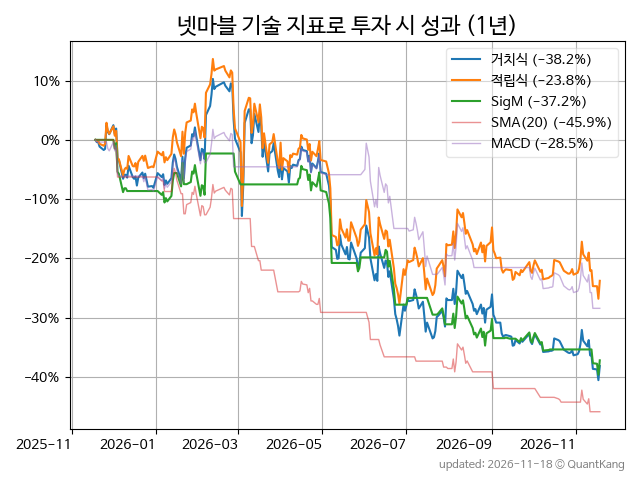 넷마블 기술 지표로 투자 시 성과 (1년)
거치식 (−38.2%)
적립식 (−23.8%)
SigM (−37.2%)
SMA(20) (−45.9%)
MACD (−28.5%)
10%
0%
−10%
−20%
−30%
−40%
2025-11 2026-01 2026-03 2026-05 2026-07 2026-09 2026-11
updated: 2026-11-18 © QuantKang